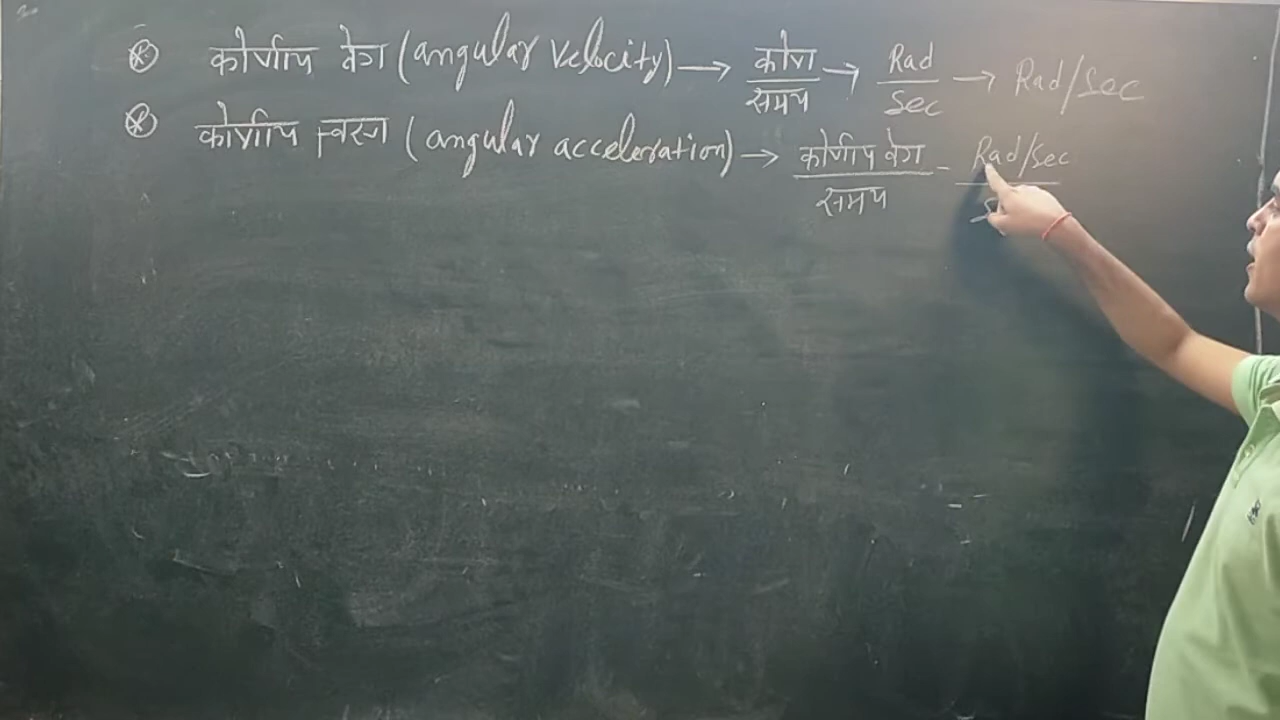 कोणीय वेग (angular Velocity) → कोण/समय → Rad/Sec → Rad/Sec
कोणीय त्वरण (angular acceleration) → कोणीय वेग/समय - Rad/Sec